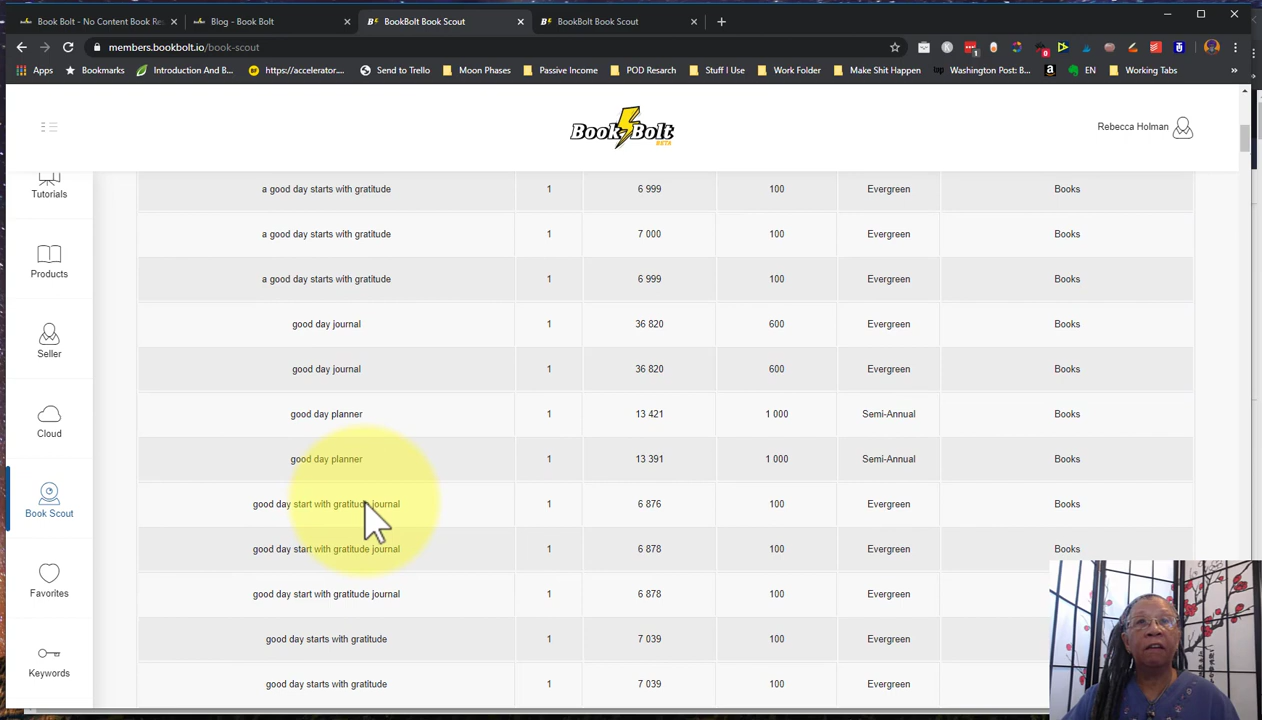 Book Bolt - No Content Book Res
Blog - Book Bolt
BookBolt Book Scout
BookBolt Book Scout
members.bookbolt.io/book-scout
Apps
Bookmarks
Introduction And B...
https://accelerator....
Send to Trello
Moon Phases
Passive Income
POD Resarch
Stuff I Use
Work Folder
Make Shit Happen
Washington Post: B...
EN
Working Tabs
Book Bolt
BETA
Rebecca Holman
Tutorials
Products
Seller
Cloud
Book Scout
Favorites
Keywords
a good day starts with gratitude 1 6 999 100 Evergreen Books
a good day starts with gratitude 1 7 000 100 Evergreen Books
a good day starts with gratitude 1 6 999 100 Evergreen Books
good day journal 1 36 820 600 Evergreen Books
good day journal 1 36 820 600 Evergreen Books
good day planner 1 13 421 1 000 Semi-Annual Books
good day planner 1 13 391 1 000 Semi-Annual Books
good day start with gratitude journal 1 6 876 100 Evergreen Books
good day start with gratitude journal 1 6 878 100 Evergreen Books
good day start with gratitude journal 1 6 878 100 Evergreen
good day starts with gratitude 1 7 039 100 Evergreen
good day starts with gratitude 1 7 039 100 Evergreen